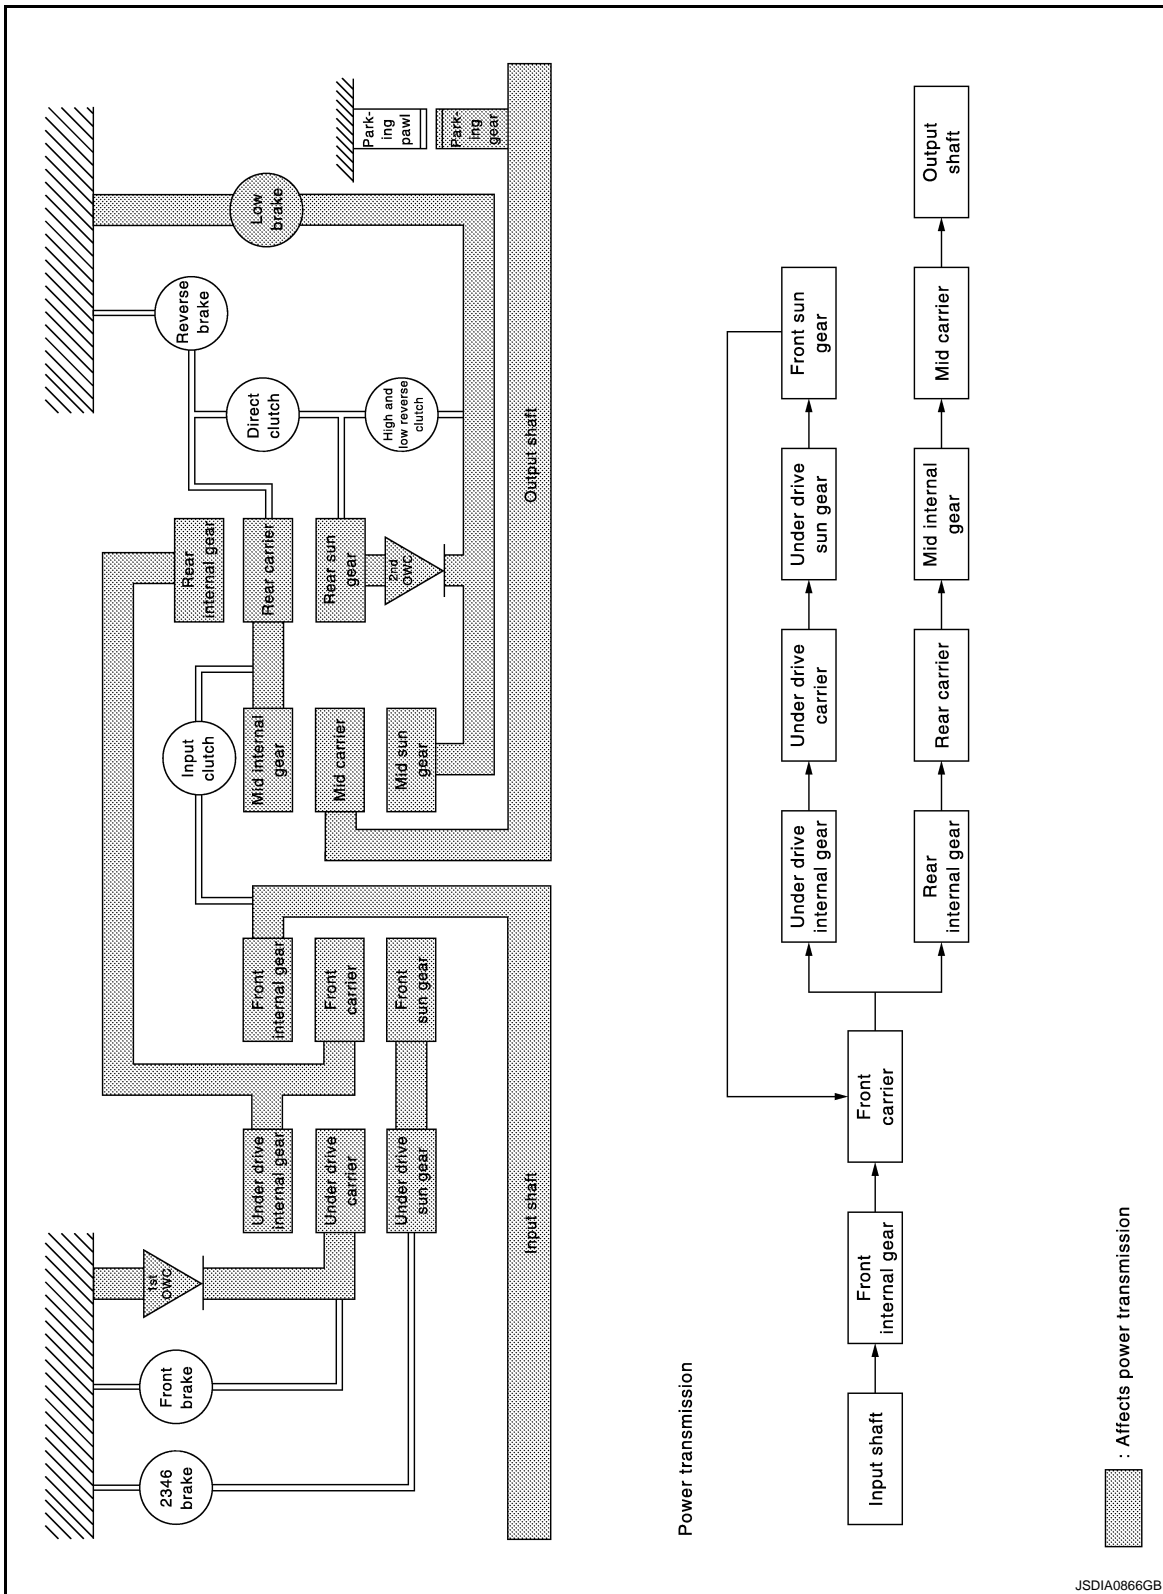 2346
brake
Front
brake
1st
OWC
Under drive
internal gear
Under drive
carrier
Under drive
sun gear
Front
internal gear
Front
carrier
Front
sun gear
Input shaft
Input
clutch
Mid internal
gear
Mid carrier
Mid sun
gear
Rear
internal gear
Rear carrier
Rear sun
gear
2nd
OWC
Direct
clutch
High and
low reverse
clutch
Reverse
brake
Low
brake
Park-
ing
pawl
Park-
ing
gear
Output shaft
Power transmission
Input shaft
Front
internal gear
Front
carrier
Under drive
internal gear
Under drive
carrier
Under drive
sun gear
Front sun
gear
Rear
internal gear
Rear carrier
Mid internal
gear
Mid carrier
Output
shaft
: Affects power transmission
JSDIA0866GB